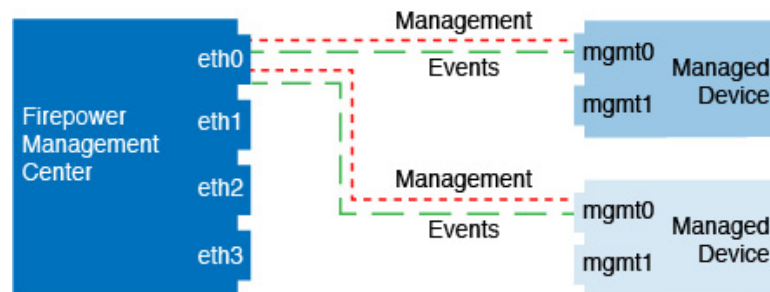 Management
eth0
mgmt0
Managed
Device
Events
mgmt1
Firepower
Management
Center
eth1
eth2
Management
mgmt0
Managed
Device
Events
eth3
mgmt1